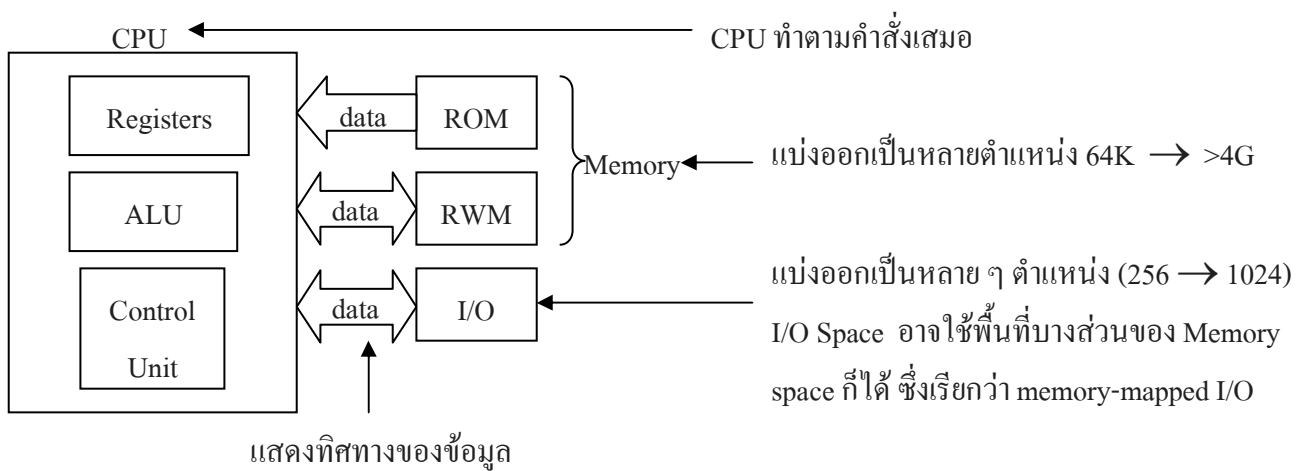 CPU
CPU ทำตามคำสั่งเสมอ
Registers
data
ROM
Memory
แบ่งออกเป็นหลายตำแหน่ง 64K → >4G
ALU
data
RWM
แบ่งออกเป็นหลาย ๆ ตำแหน่ง (256 → 1024)
Control
Unit
data
I/O
I/O Space อาจใช้พื้นที่บางส่วนของ Memory
space ก็ได้ ซึ่งเรียกว่า memory-mapped I/O
แสดงทิศทางของข้อมูล